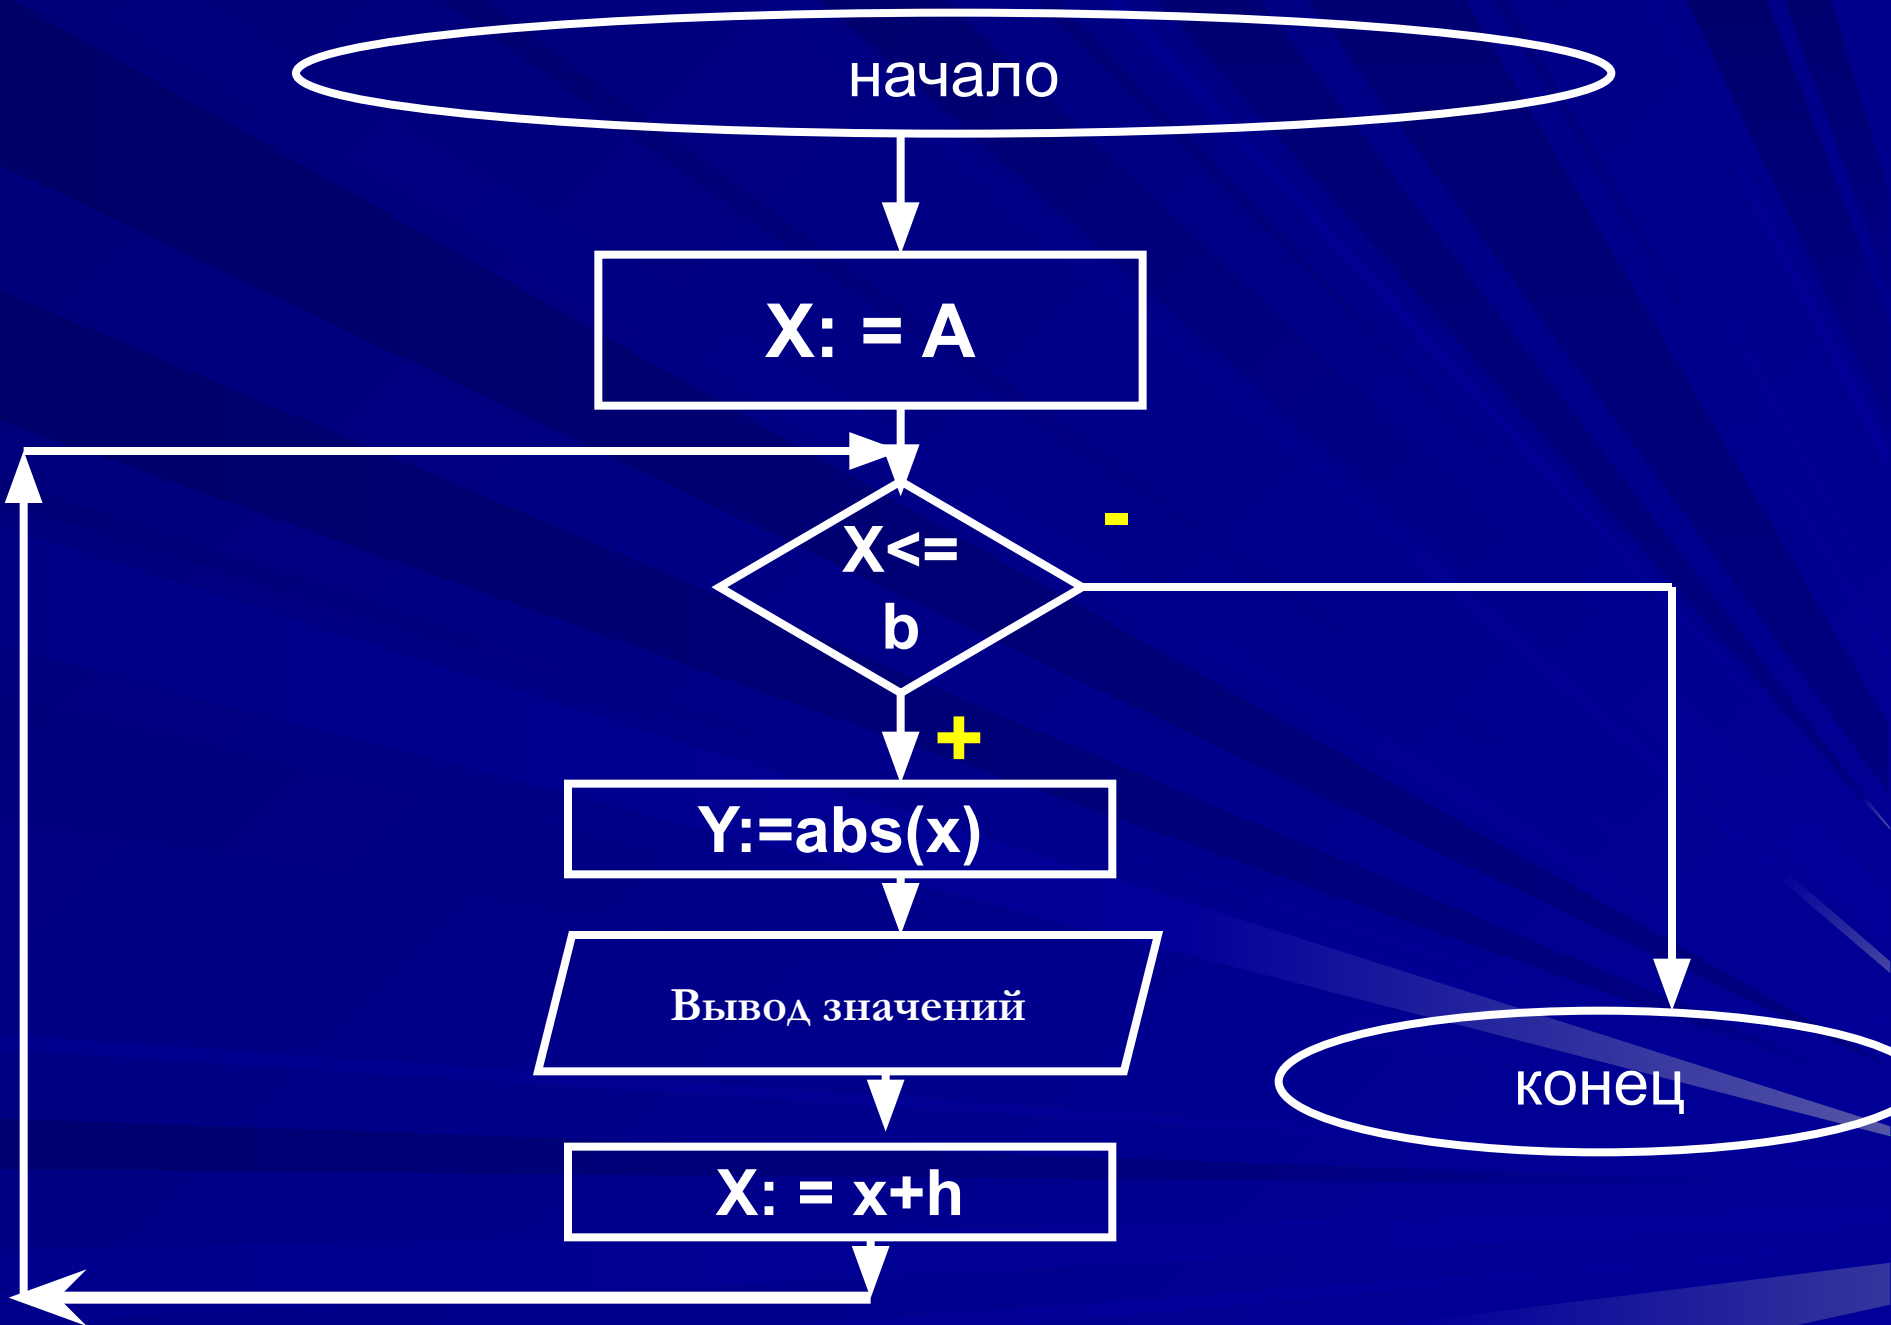 начало
X: = A
X<=
b
-
+
Y:=abs(x)
Вывод значений
конец
X: = x+h